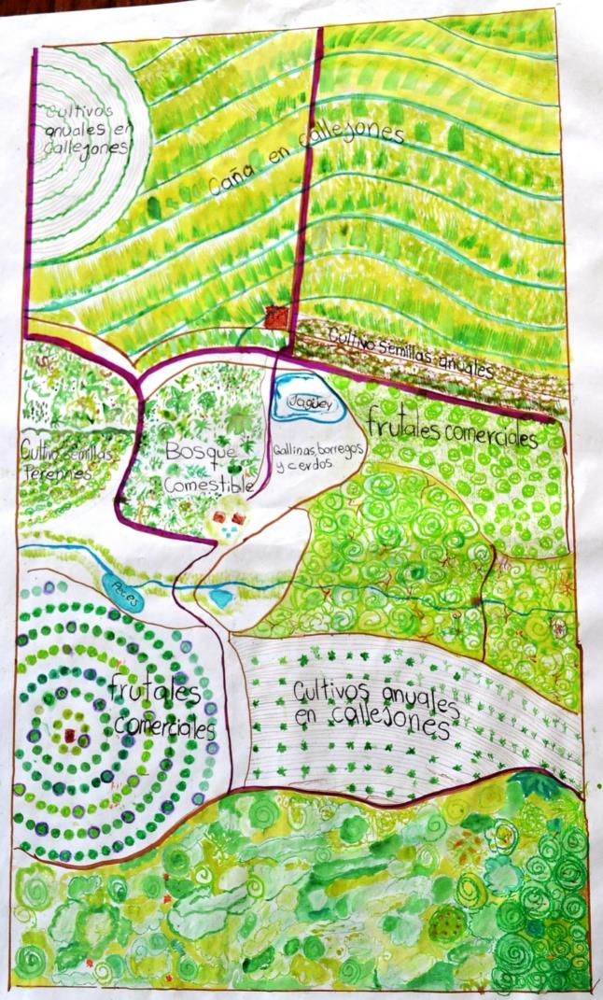 Cultivos
anuales en
callejones
Caña en callejones
Cultivo semillas anuales
Jagüey
frutales comerciales
Cultivo semillas
Perennes
Bosque
Comestible
Gallinas, borregos
y cerdos
Peces
frutales
comerciales
Cultivos anuales
en callejones